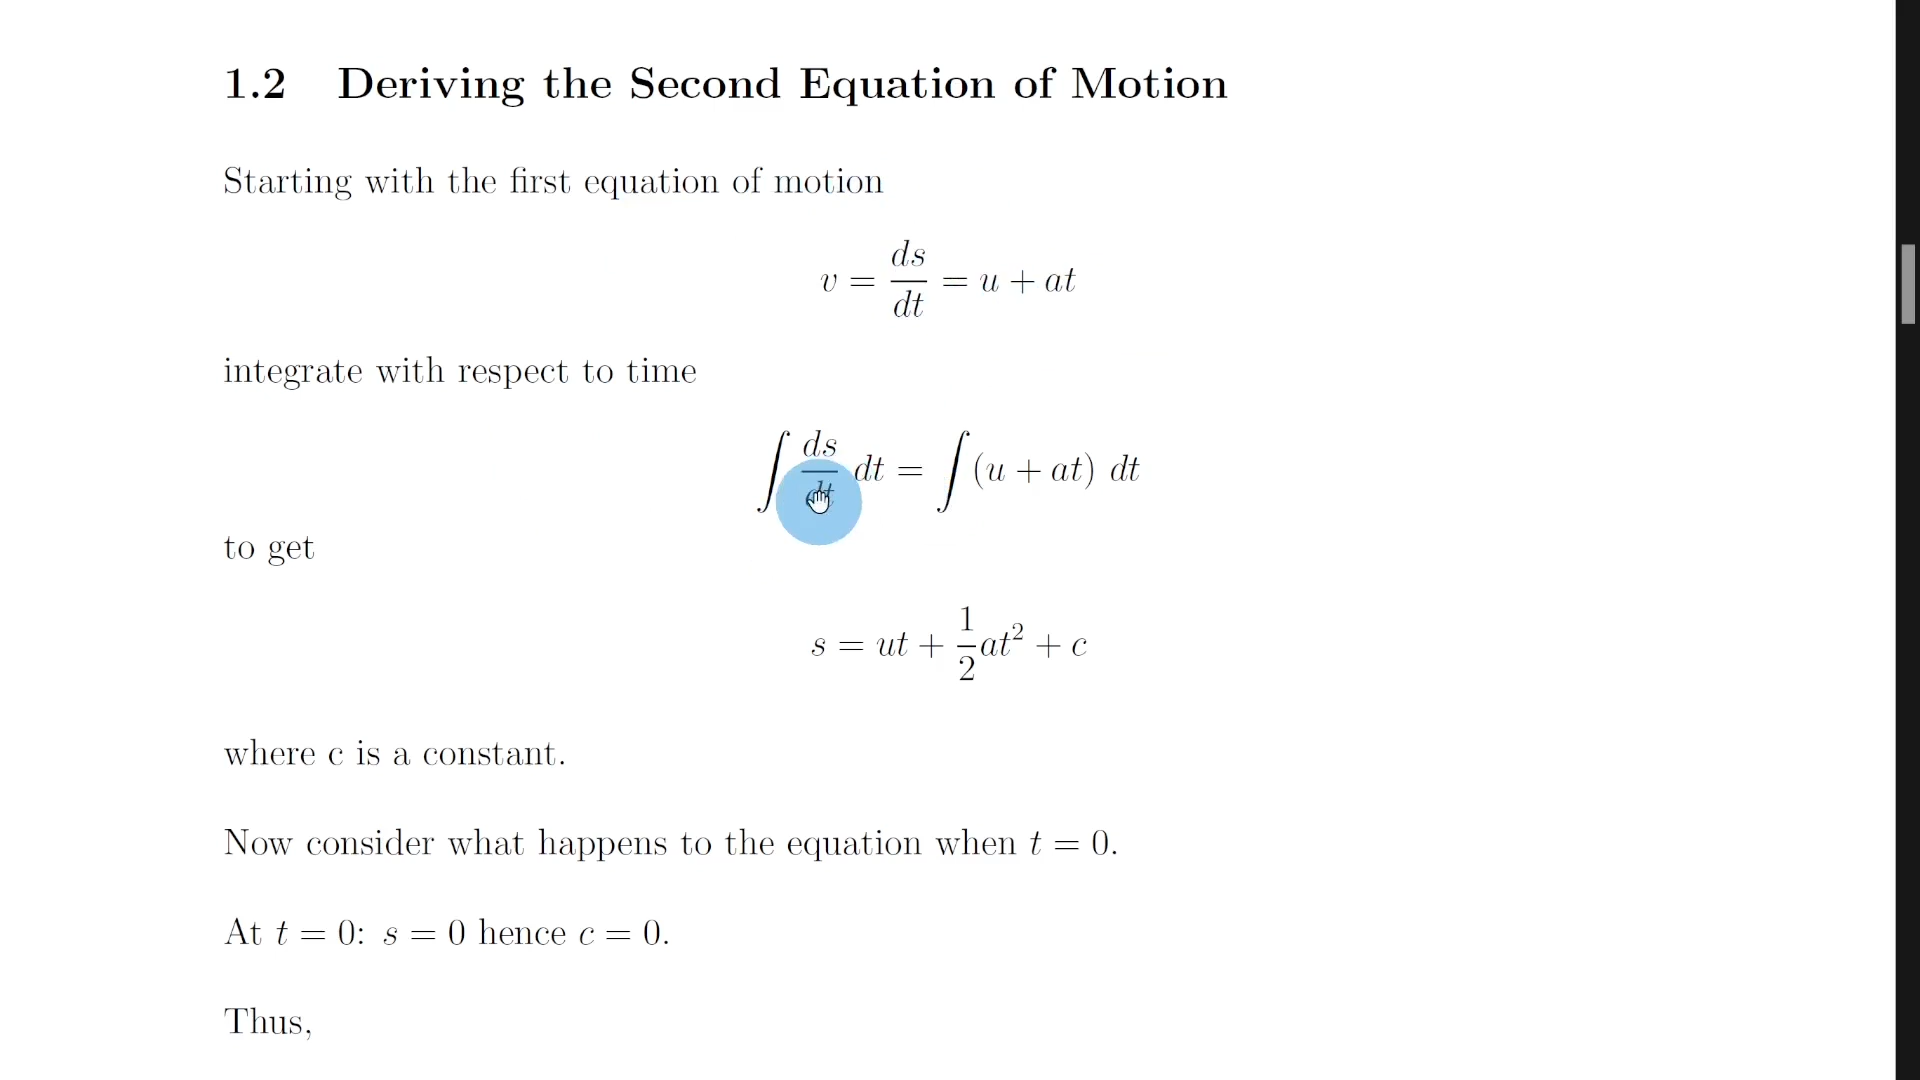 1.2 Deriving the Second Equation of Motion
Starting with the first equation of motion
v = ds/dt = u + at
integrate with respect to time
∫ ds/dt dt = ∫ (u + at) dt
to get
s = ut + 1/2 at² + c
where c is a constant.
Now consider what happens to the equation when t = 0.
At t = 0: s = 0 hence c = 0.
Thus,